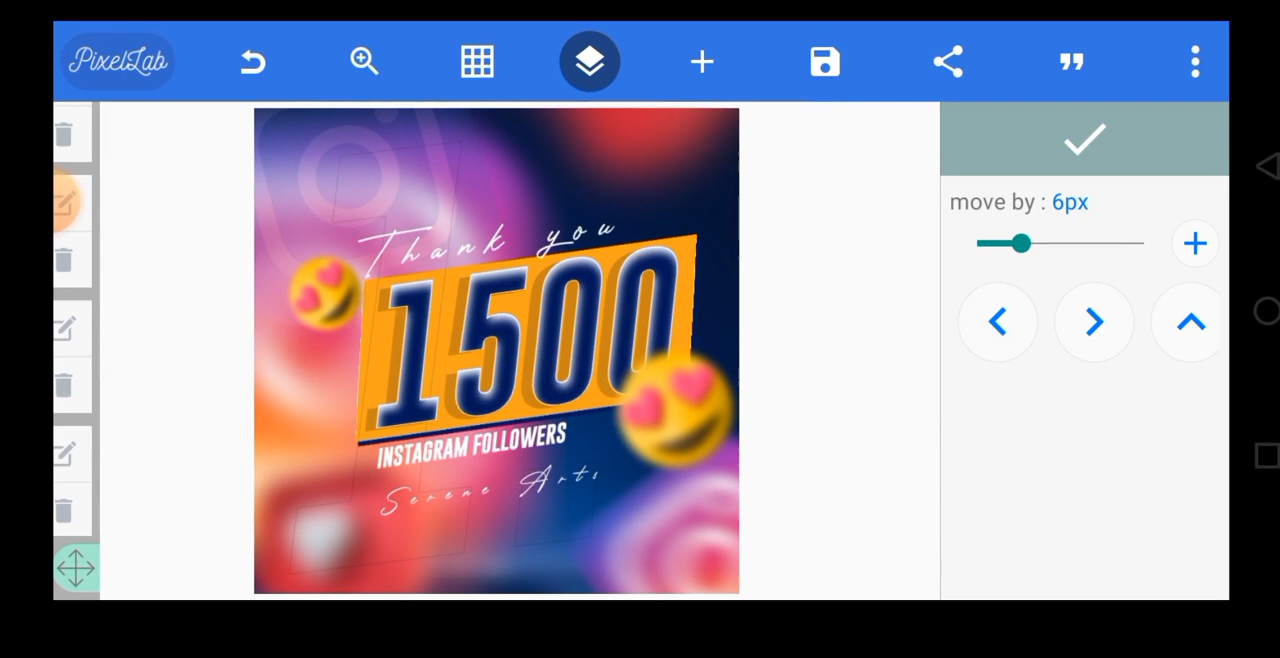 PixelLab
move by : 6px
Thank you
1500
INSTAGRAM FOLLOWERS
Serene Arts